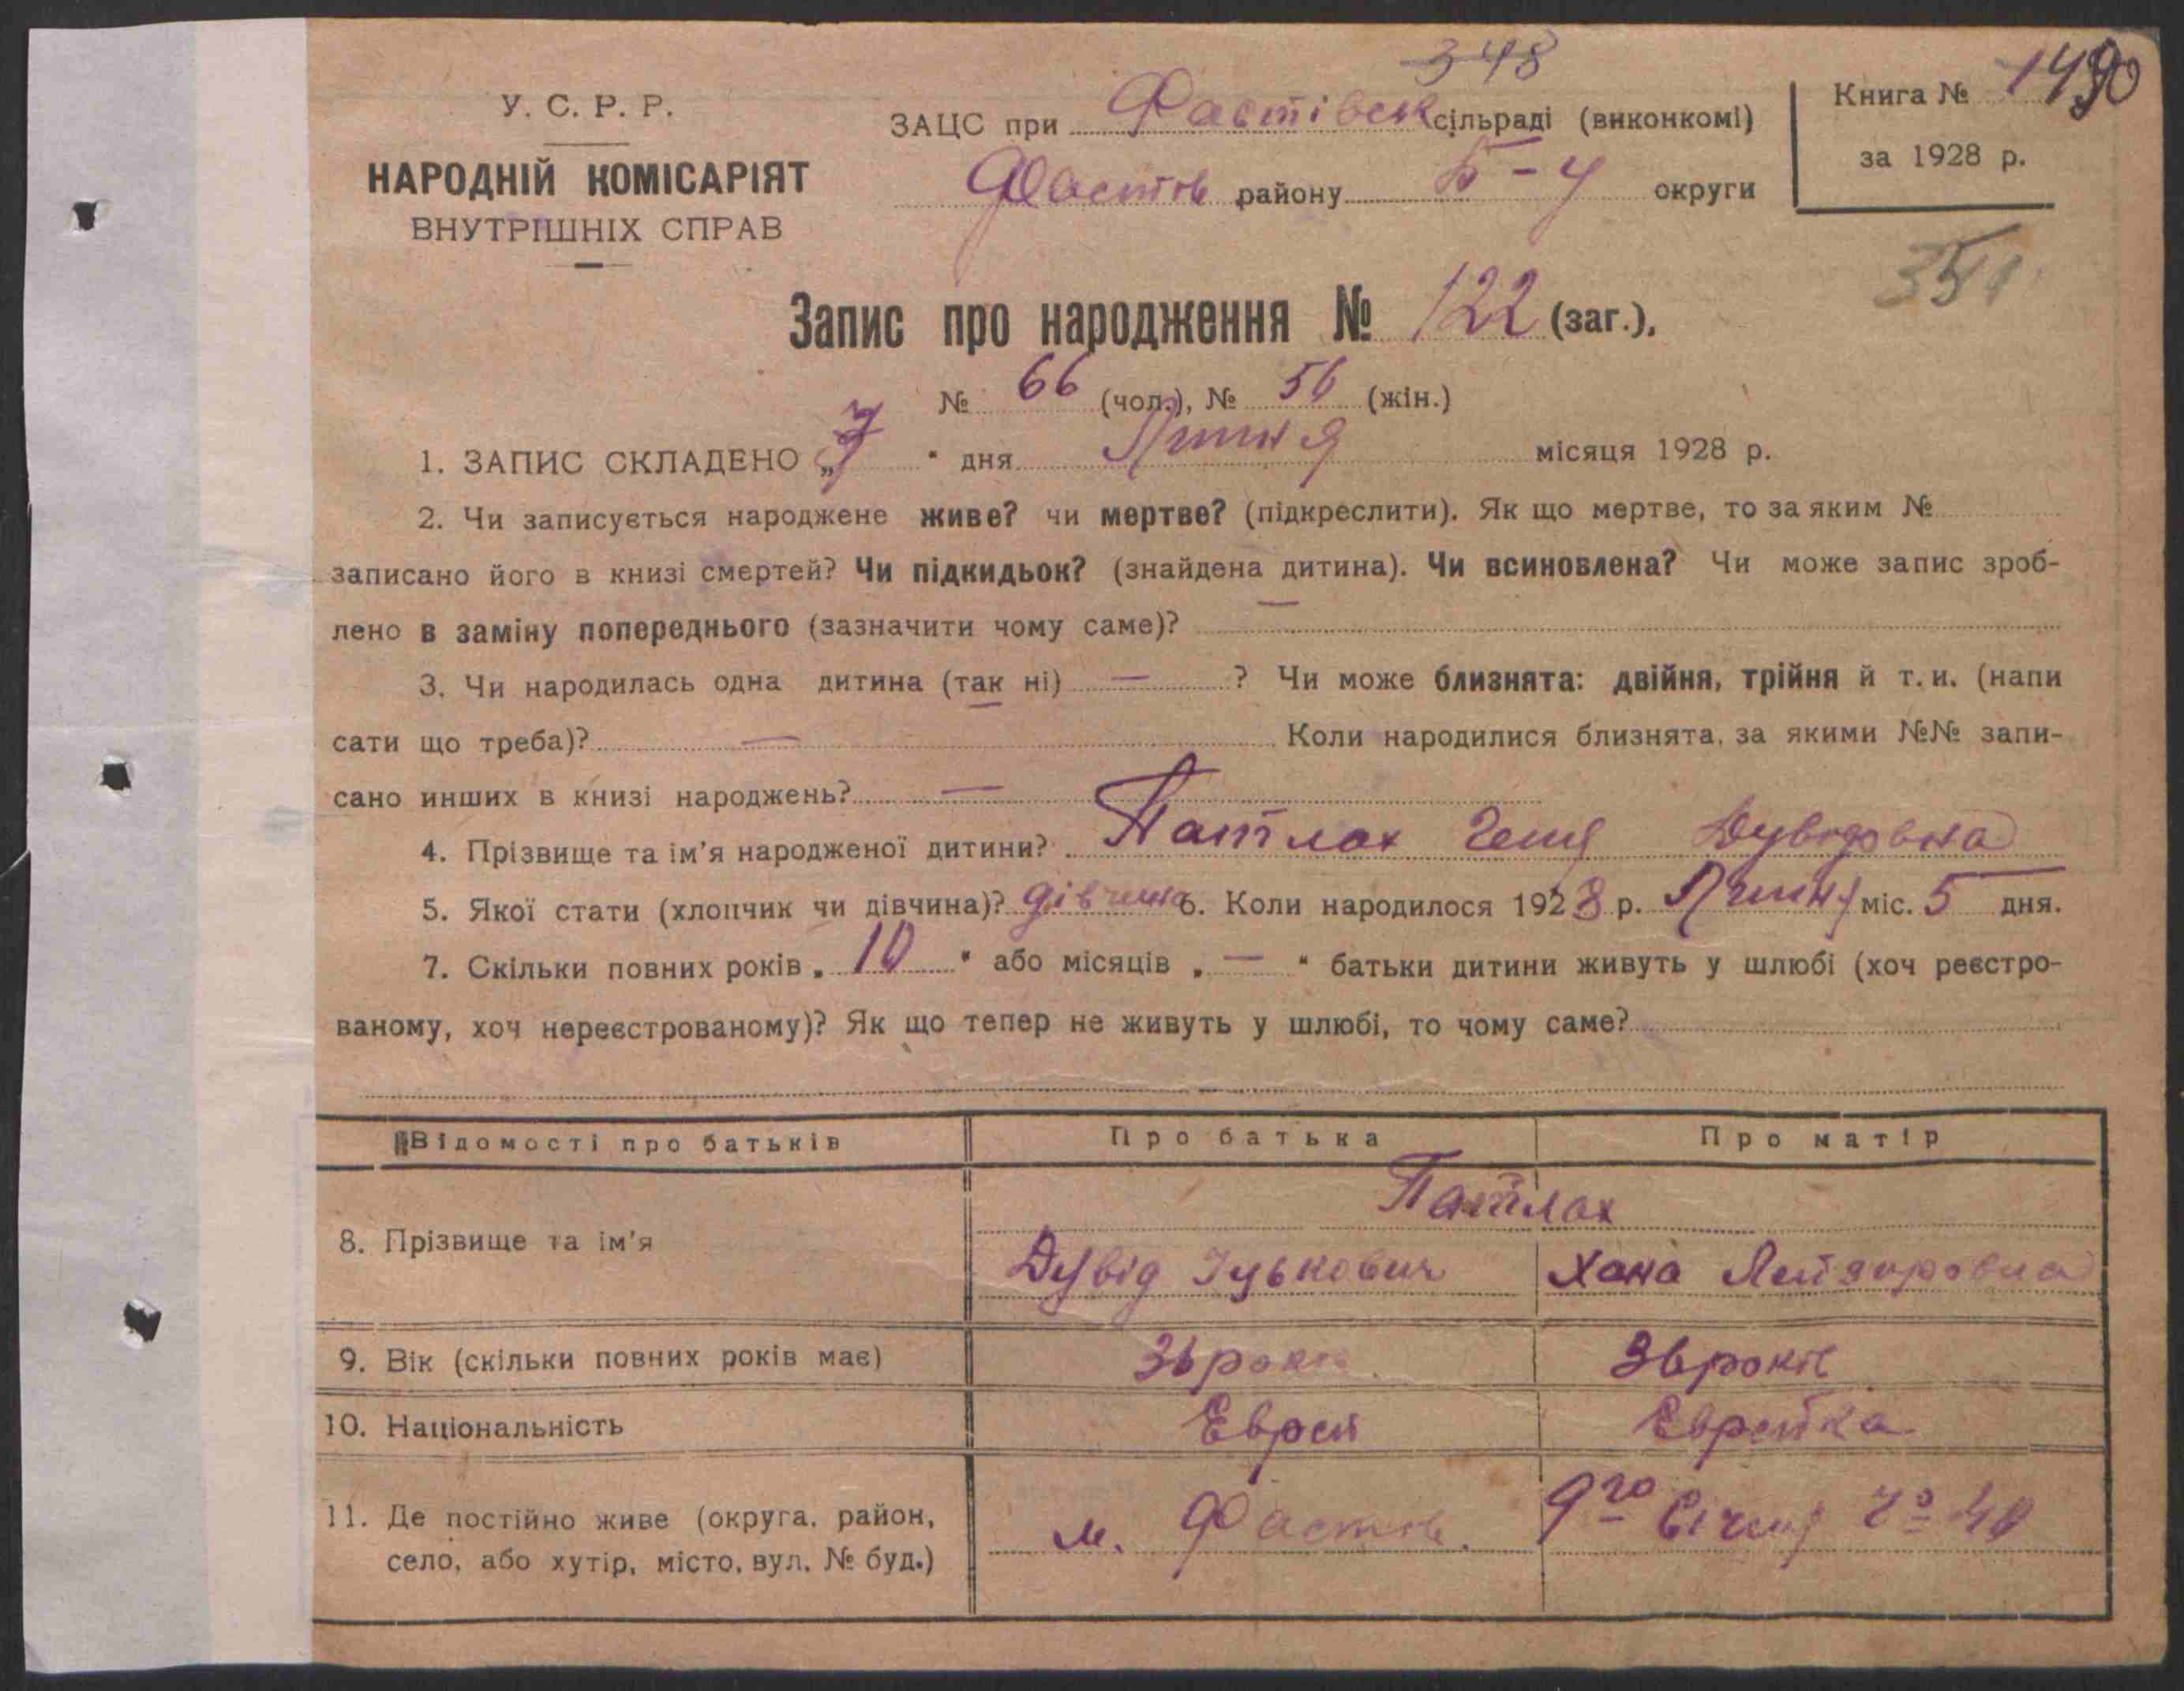 348
У. С. Р. Р.
ЗАЦС при Фастівськ сільраді (виконкомі)
Книга № 1490
за 1928 р.
НАРОДНІЙ КОМІСАРІЯТ
Фастів району Б-Ц округи
ВНУТРІШНІХ СПРАВ
351
Запис про народження № 122 (заг.),
№ 66 (чол.), № 56 (жін.)
1. ЗАПИС СКЛАДЕНО „7 “ дня Липня місяця 1928 р.
2. Чи записується народжене живе? чи мертве? (підкреслити). Як що мертве, то за яким №
записано його в книзі смертей? Чи підкидьок? (знайдена дитина). Чи всиновлена? Чи може запис зроб-
лено в заміну попереднього (зазначити чому саме)? —
3. Чи народилась одна дитина (так ні) — ? Чи може близнята: двійня, трійня й т. и. (напи
сати що треба)? — Коли народилися близнята, за якими №№ запи-
сано инших в книзі народжень? —
4. Прізвище та ім'я народженої дитини? Патлах Геня Дувідовна
5. Якої стати (хлопчик чи дівчина)? дівчина 6. Коли народилося 1928 р. Липня міс. 5 дня.
7. Скільки повних років „ 10 “ або місяців „ — “ батьки дитини живуть у шлюбі (хоч реєстро-
ваному, хоч нереєстрованому)? Як що тепер не живуть у шлюбі, то чому саме?
Відомості про батьків Про батька Про матір
Патлах
8. Прізвище та ім'я Дувід Іцькович Хана Лейзоровна
9. Вік (скільки повних років має) 36 років 36 років
10. Національність Еврей Еврейка
11. Де постійно живе (округа, район, м. Фастів. 9го Січня № 40
село, або хутір, місто, вул. № буд.)